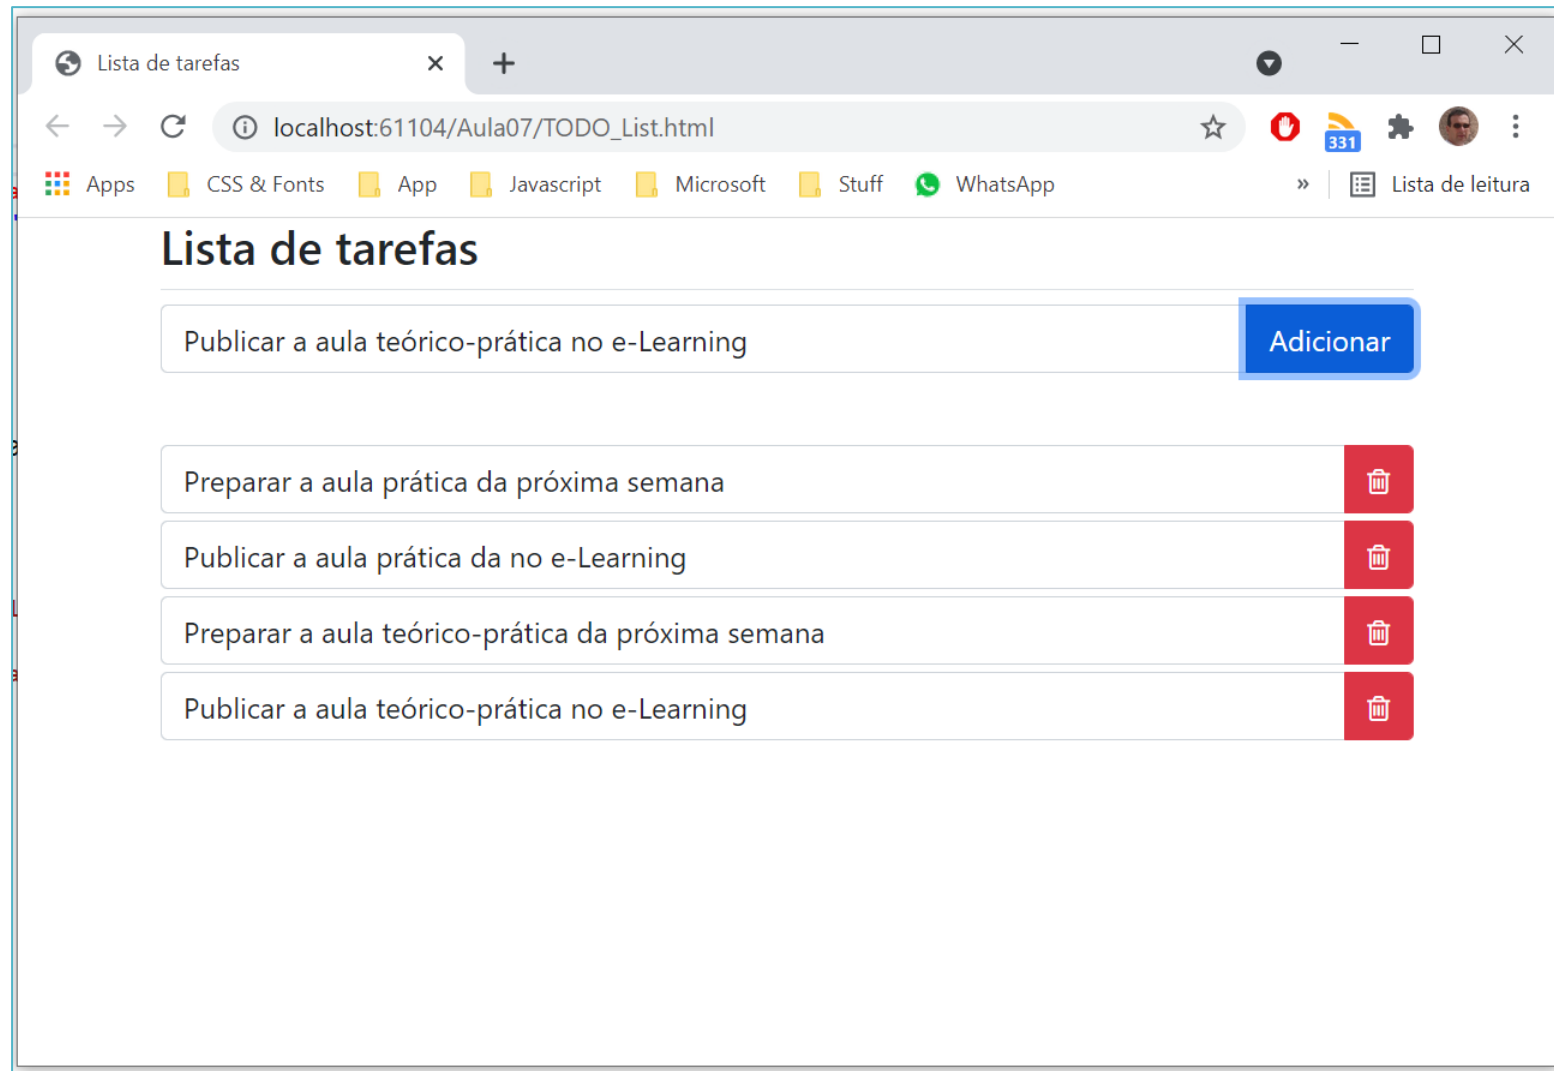 Lista de tarefas
localhost:61104/Aula07/TODO_List.html
331
Apps CSS & Fonts App Javascript Microsoft Stuff WhatsApp » Lista de leitura
Lista de tarefas
Publicar a aula teórico-prática no e-Learning Adicionar
Preparar a aula prática da próxima semana
Publicar a aula prática da no e-Learning
Preparar a aula teórico-prática da próxima semana
Publicar a aula teórico-prática no e-Learning